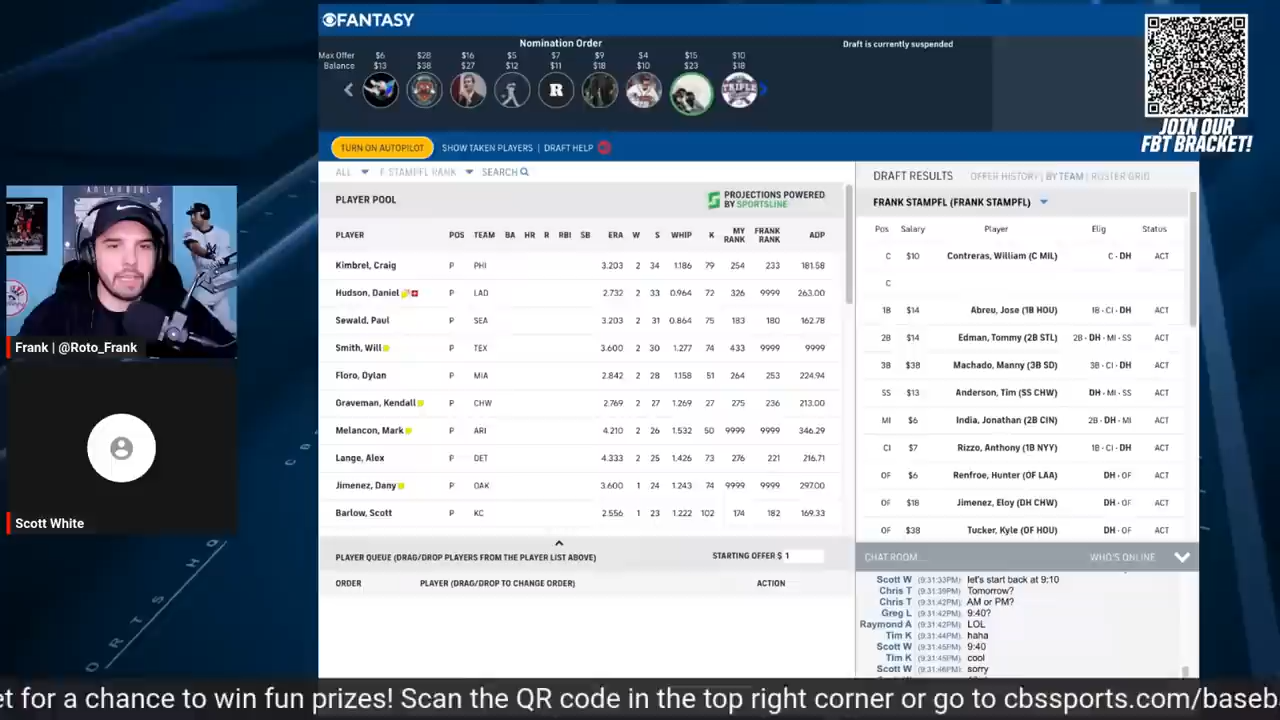 FANTASY
Nomination Order
Draft is currently suspended
Max Offer $6 $28 $16 $5 $7 $9 $4 $15 $10
Balance $13 $38 $27 $12 $11 $18 $10 $23 $18
R
TRIPLE
JOIN OUR
FBT BRACKET!
TURN ON AUTOPILOT SHOW TAKEN PLAYERS | DRAFT HELP
ALL F STAMPFL RANK SEARCH
DRAFT RESULTS OFFER HISTORY | BY TEAM | ROSTER GRID
PLAYER POOL
PROJECTIONS POWERED
BY SPORTSLINE
FRANK STAMPFL (FRANK STAMPFL)
PLAYER POS TEAM BA HR R RBI SB ERA W S WHIP K MY RANK FRANK RANK ADP
Kimbrel, Craig P PHI 3.203 2 34 1.186 79 254 233 181.58
Hudson, Daniel P LAD 2.732 2 33 0.964 72 326 9999 263.00
Sewald, Paul P SEA 3.203 2 31 0.864 75 183 180 162.78
Smith, Will P TEX 3.600 2 30 1.277 74 433 9999 9999
Floro, Dylan P MIA 2.842 2 28 1.158 51 264 253 224.94
Graveman, Kendall P CHW 2.769 2 27 1.269 27 275 236 213.00
Melancon, Mark P ARI 4.210 2 26 1.532 50 9999 9999 346.29
Lange, Alex P DET 4.333 2 25 1.426 73 276 221 216.71
Jimenez, Dany P OAK 3.600 1 24 1.243 74 9999 9999 297.00
Barlow, Scott P KC 2.556 1 23 1.222 102 174 182 169.33
Pos Salary Player Elig Status
C $10 Contreras, William (C MIL) C - DH ACT
C
1B $14 Abreu, Jose (1B HOU) 1B - CI - DH ACT
2B $14 Edman, Tommy (2B STL) 2B - DH - MI - SS ACT
3B $38 Machado, Manny (3B SD) 3B - CI - DH ACT
SS $13 Anderson, Tim (SS CHW) DH - MI - SS ACT
MI $6 India, Jonathan (2B CIN) 2B - DH - MI ACT
CI $7 Rizzo, Anthony (1B NYY) 1B - CI - DH ACT
OF $6 Renfroe, Hunter (OF LAA) DH - OF ACT
OF $18 Jimenez, Eloy (DH CHW) DH - OF ACT
OF $38 Tucker, Kyle (OF HOU) DH - OF ACT
PLAYER QUEUE (DRAG/DROP PLAYERS FROM THE PLAYER LIST ABOVE) STARTING OFFER $ 1
ORDER PLAYER (DRAG/DROP TO CHANGE ORDER) ACTION
CHAT ROOM... WHO'S ONLINE
Scott W (9:31:33PM): let's start back at 9:10
Chris T (9:31:39PM): Tomorrow?
Chris T (9:31:42PM): AM or PM?
Greg L (9:31:42PM): 9:40?
Raymond A (9:31:42PM): LOL
Tim K (9:31:44PM): haha
Scott W (9:31:45PM): 9:40
Tim K (9:31:45PM): cool
Scott W (9:31:46PM): sorry
Frank | @Roto_Frank
Scott White
et for a chance to win fun prizes! Scan the QR code in the top right corner or go to cbssports.com/baseb